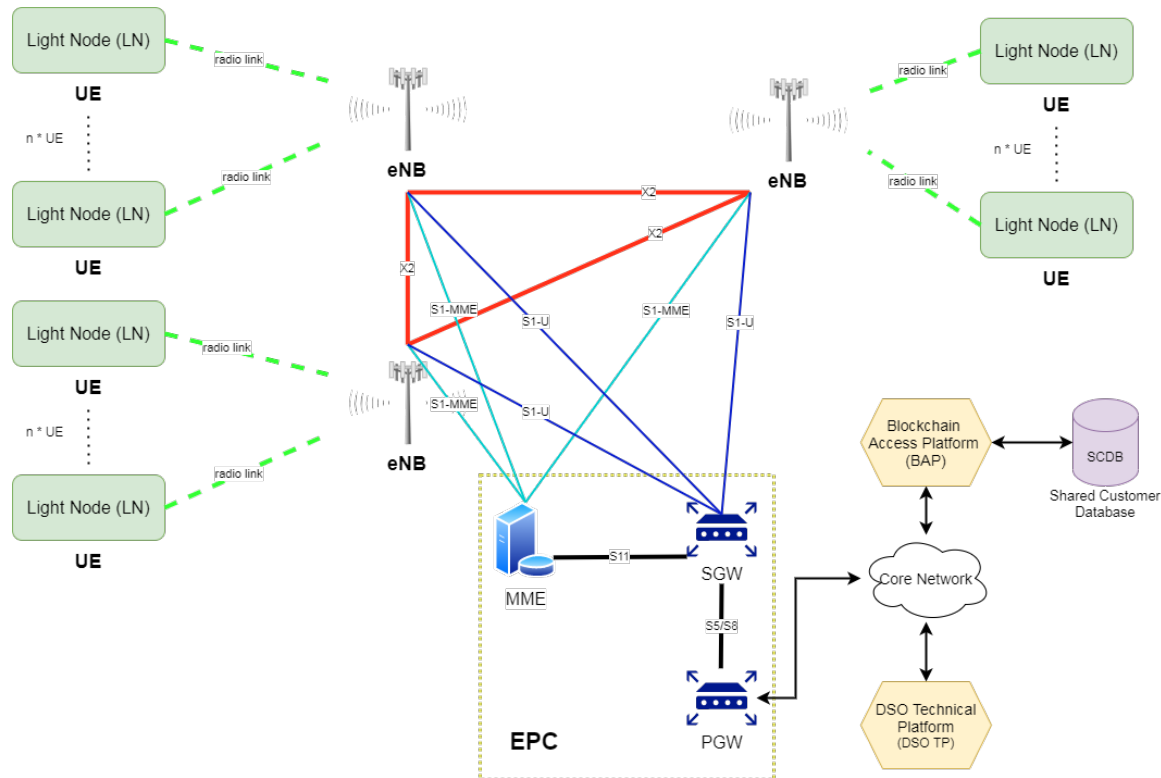 Light Node (LN)
UE
n * UE
Light Node (LN)
UE
radio link
radio link
eNB
Light Node (LN)
UE
n * UE
Light Node (LN)
UE
radio link
radio link
eNB
radio link
radio link
eNB
Light Node (LN)
UE
n * UE
Light Node (LN)
UE
X2
X2
X2
S1-MME
S1-U
S1-MME
S1-U
S1-MME
S1-U
MME
S11
SGW
S5/S8
PGW
EPC
Blockchain
Access Platform
(BAP)
SCDB
Shared Customer
Database
Core Network
DSO Technical
Platform
(DSO TP)